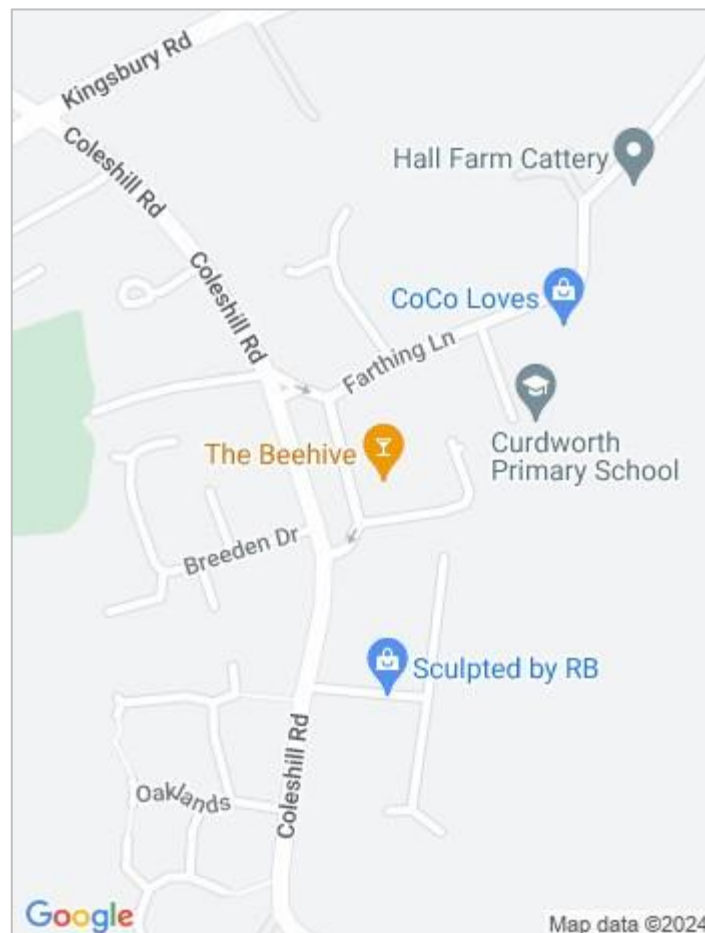 Kingsbury Rd
Coleshill Rd
Hall Farm Cattery
Coleshill Rd
CoCo Loves
Farthing Ln
The Beehive
Curdworth
Primary School
Breeden Dr
Sculpted by RB
Coleshill Rd
Oaklands
Google
Map data ©2024